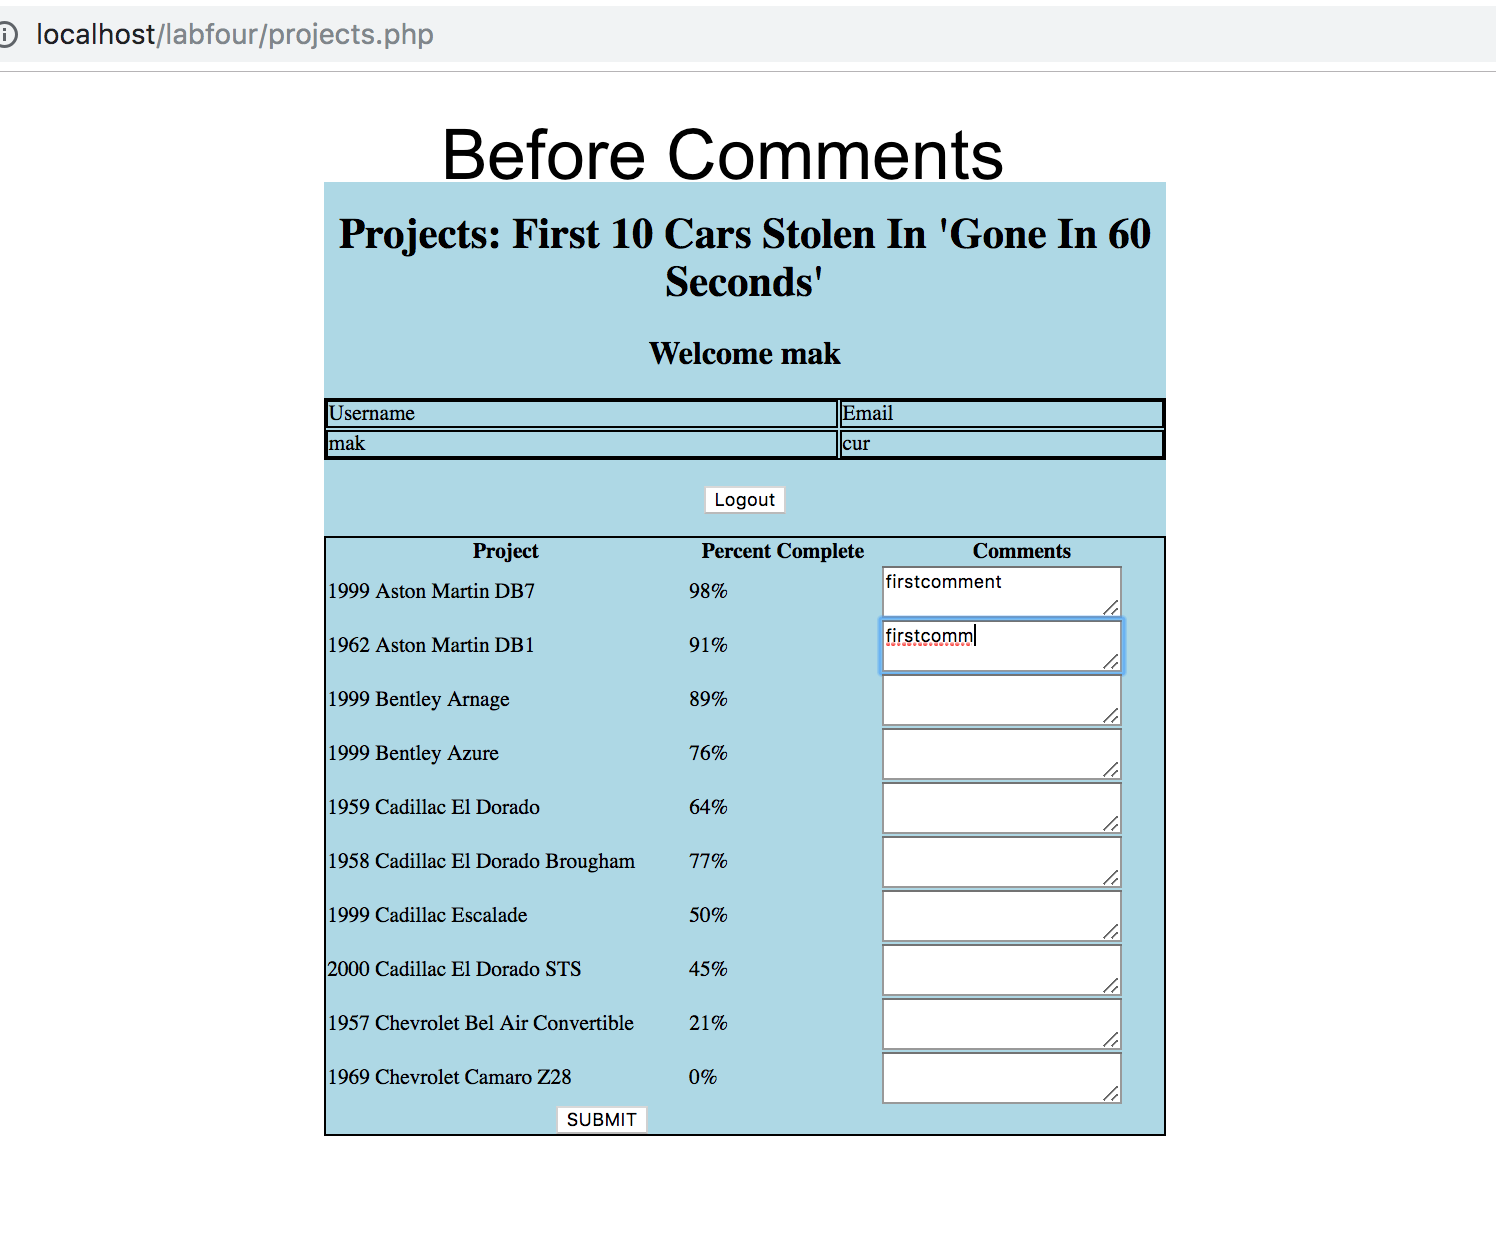 localhost/labfour/projects.php
Before Comments
Projects: First 10 Cars Stolen In 'Gone In 60
Seconds'
Welcome mak
Username Email
mak cur
Logout
Project Percent Complete Comments
1999 Aston Martin DB7 98% firstcomment
1962 Aston Martin DB1 91% firstcomm
1999 Bentley Arnage 89%
1999 Bentley Azure 76%
1959 Cadillac El Dorado 64%
1958 Cadillac El Dorado Brougham 77%
1999 Cadillac Escalade 50%
2000 Cadillac El Dorado STS 45%
1957 Chevrolet Bel Air Convertible 21%
1969 Chevrolet Camaro Z28 0%
SUBMIT